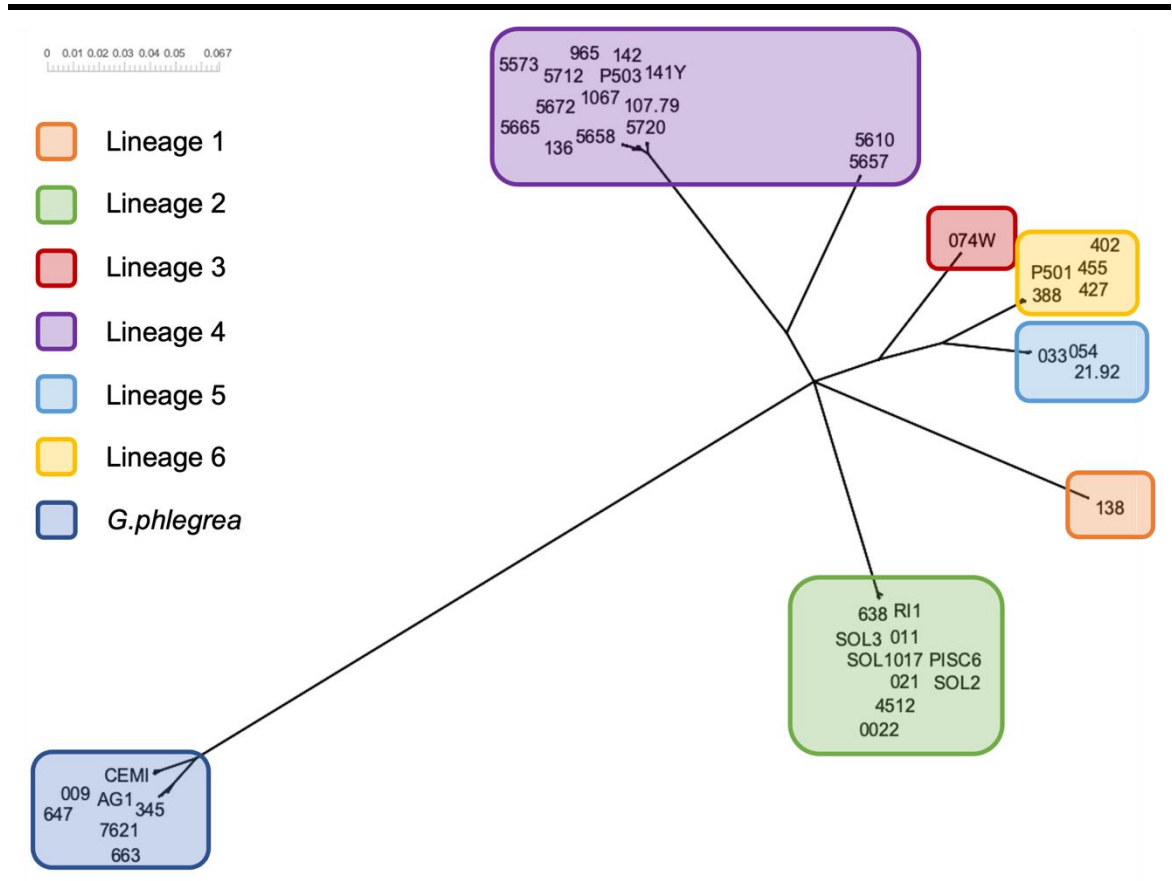 0 0.01 0.02 0.03 0.04 0.05 0.067
Lineage 1
Lineage 2
Lineage 3
Lineage 4
Lineage 5
Lineage 6
G.phlegrea
965 142
5573 5712 P503 141Y
5672 1067 107.79
5665 136 5658 5720
5610
5657
074W
402
P501 455
388 427
033 054
21.92
138
638 RI1
SOL3 011
SOL1017 PISC6
021 SOL2
4512
0022
CEMI
009 AG1 345
647
7621
663